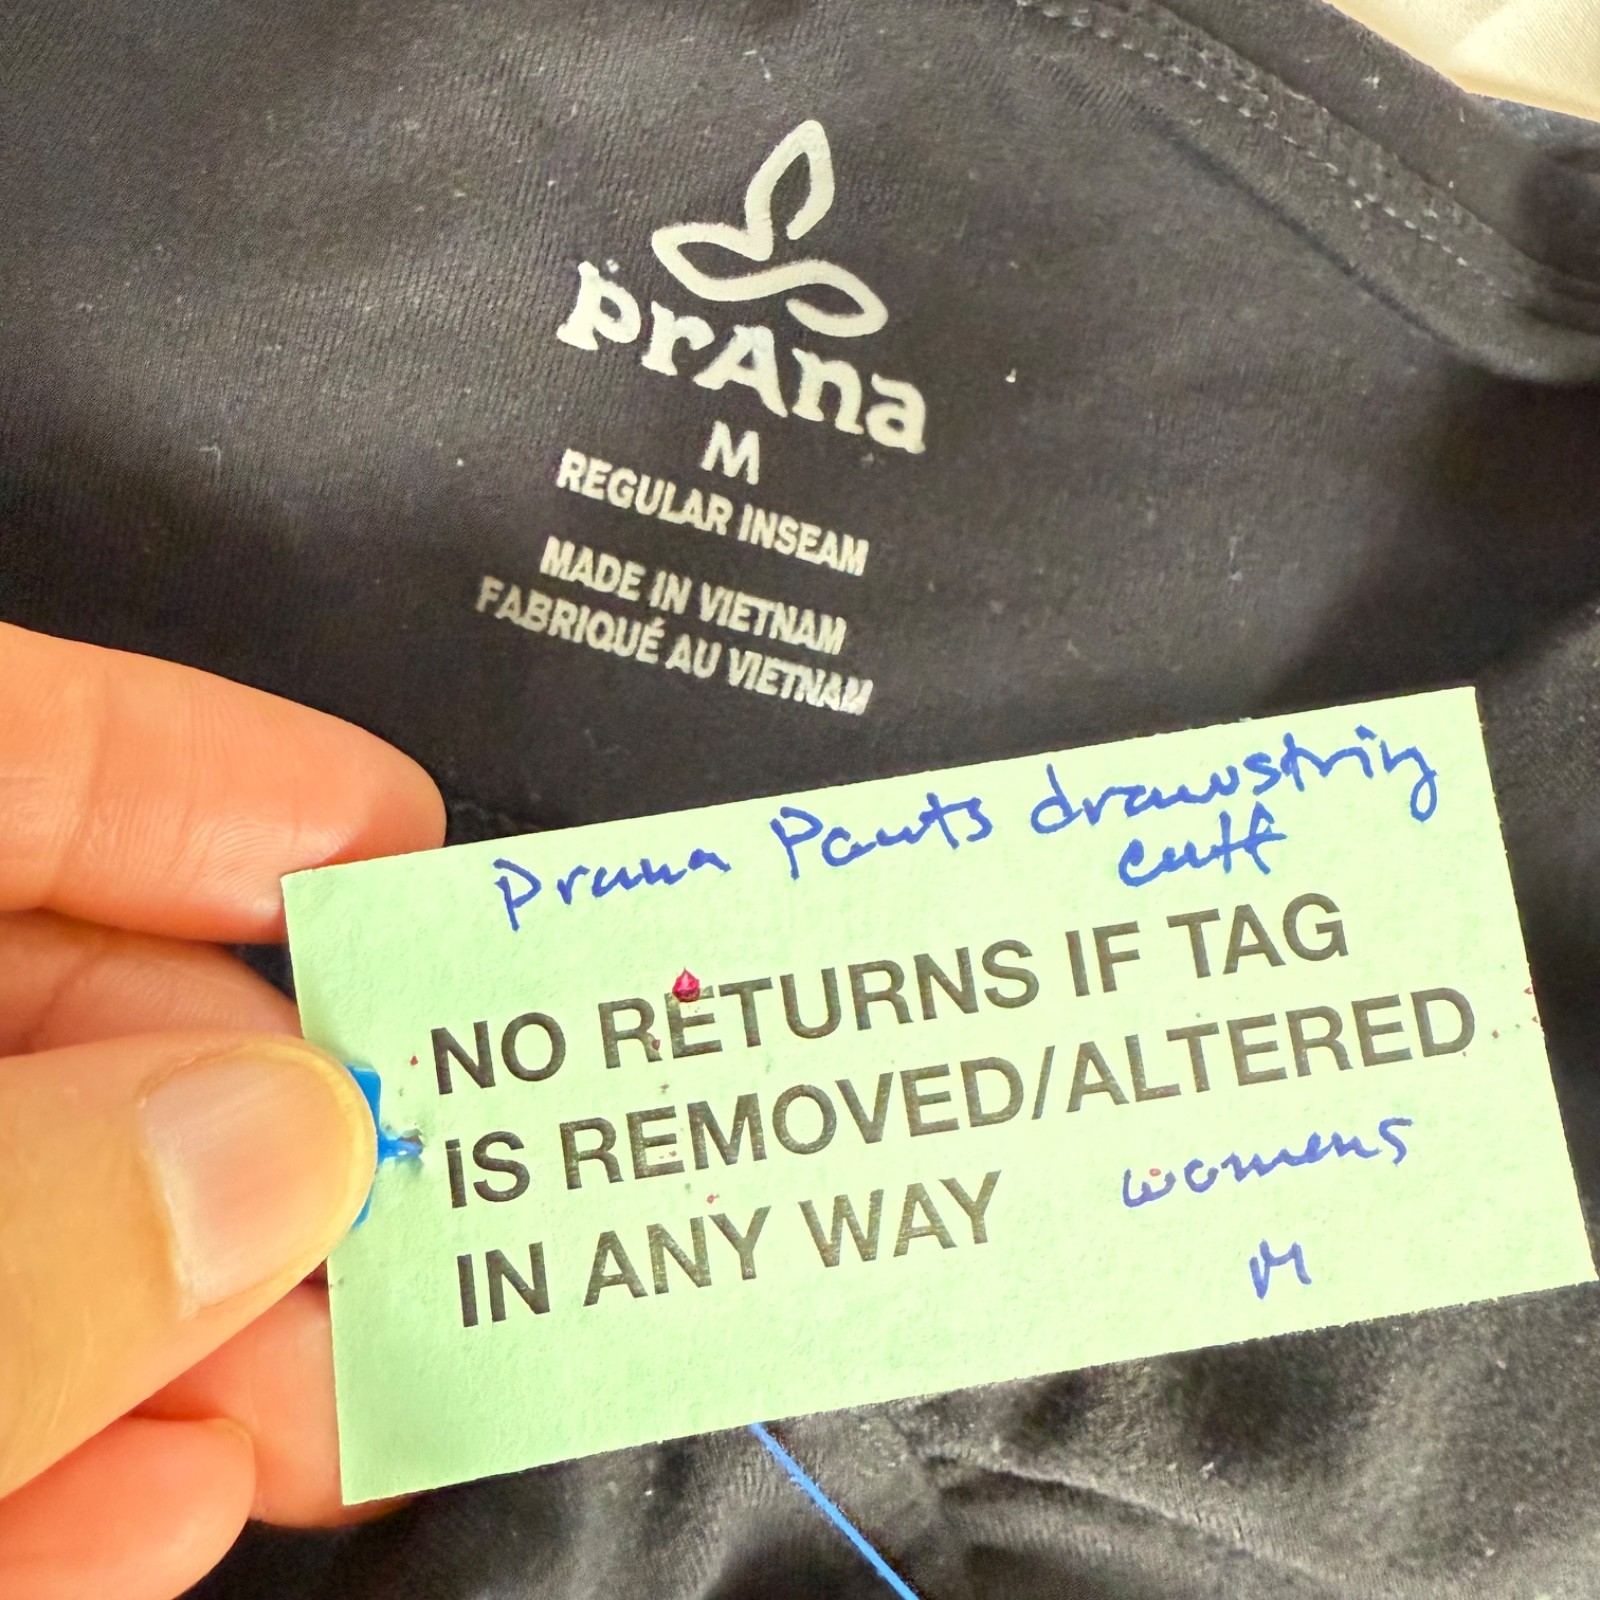 prAna
M
REGULAR INSEAM
MADE IN VIETNAM
FABRIQUÉ AU VIETNAM
Prana Pants drawstring
cuff
NO RETURNS IF TAG
IS REMOVED/ALTERED
IN ANY WAY
womens
M